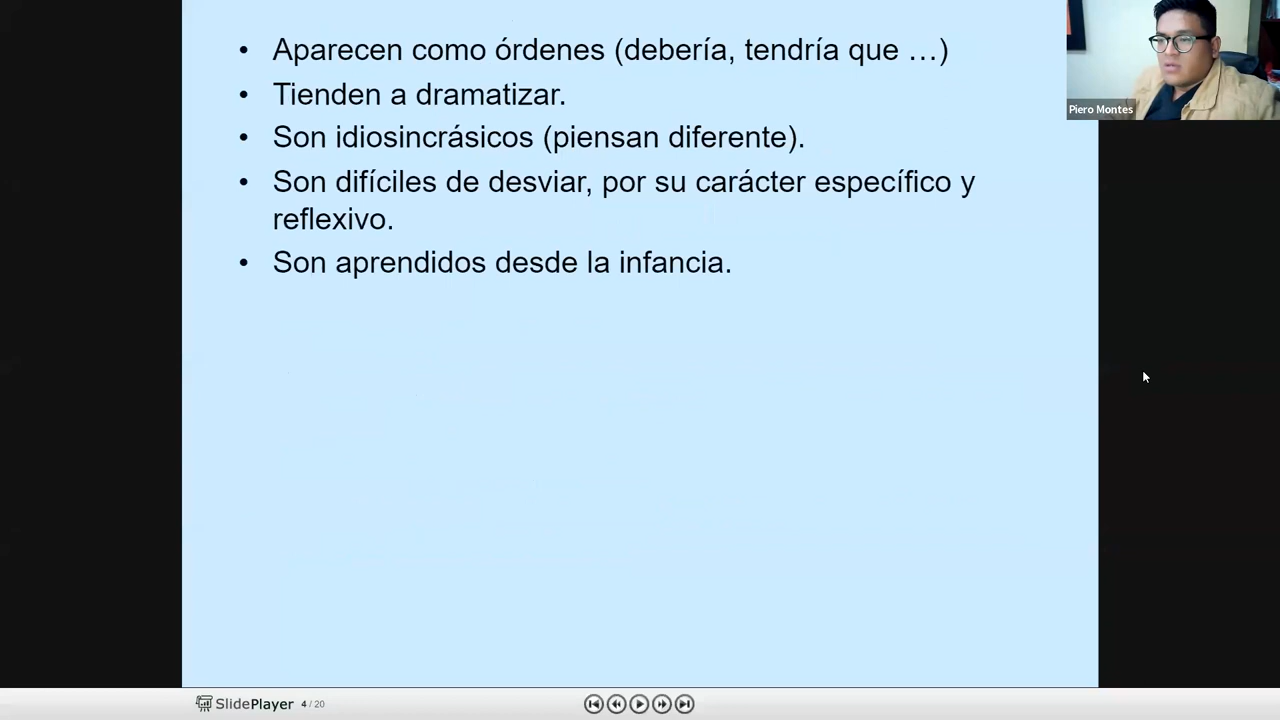 • Aparecen como órdenes (debería, tendría que …)
• Tienden a dramatizar.
• Son idiosincrásicos (piensan diferente).
• Son difíciles de desviar, por su carácter específico y
reflexivo.
• Son aprendidos desde la infancia.
Piero Montes
SlidePlayer 4 / 20